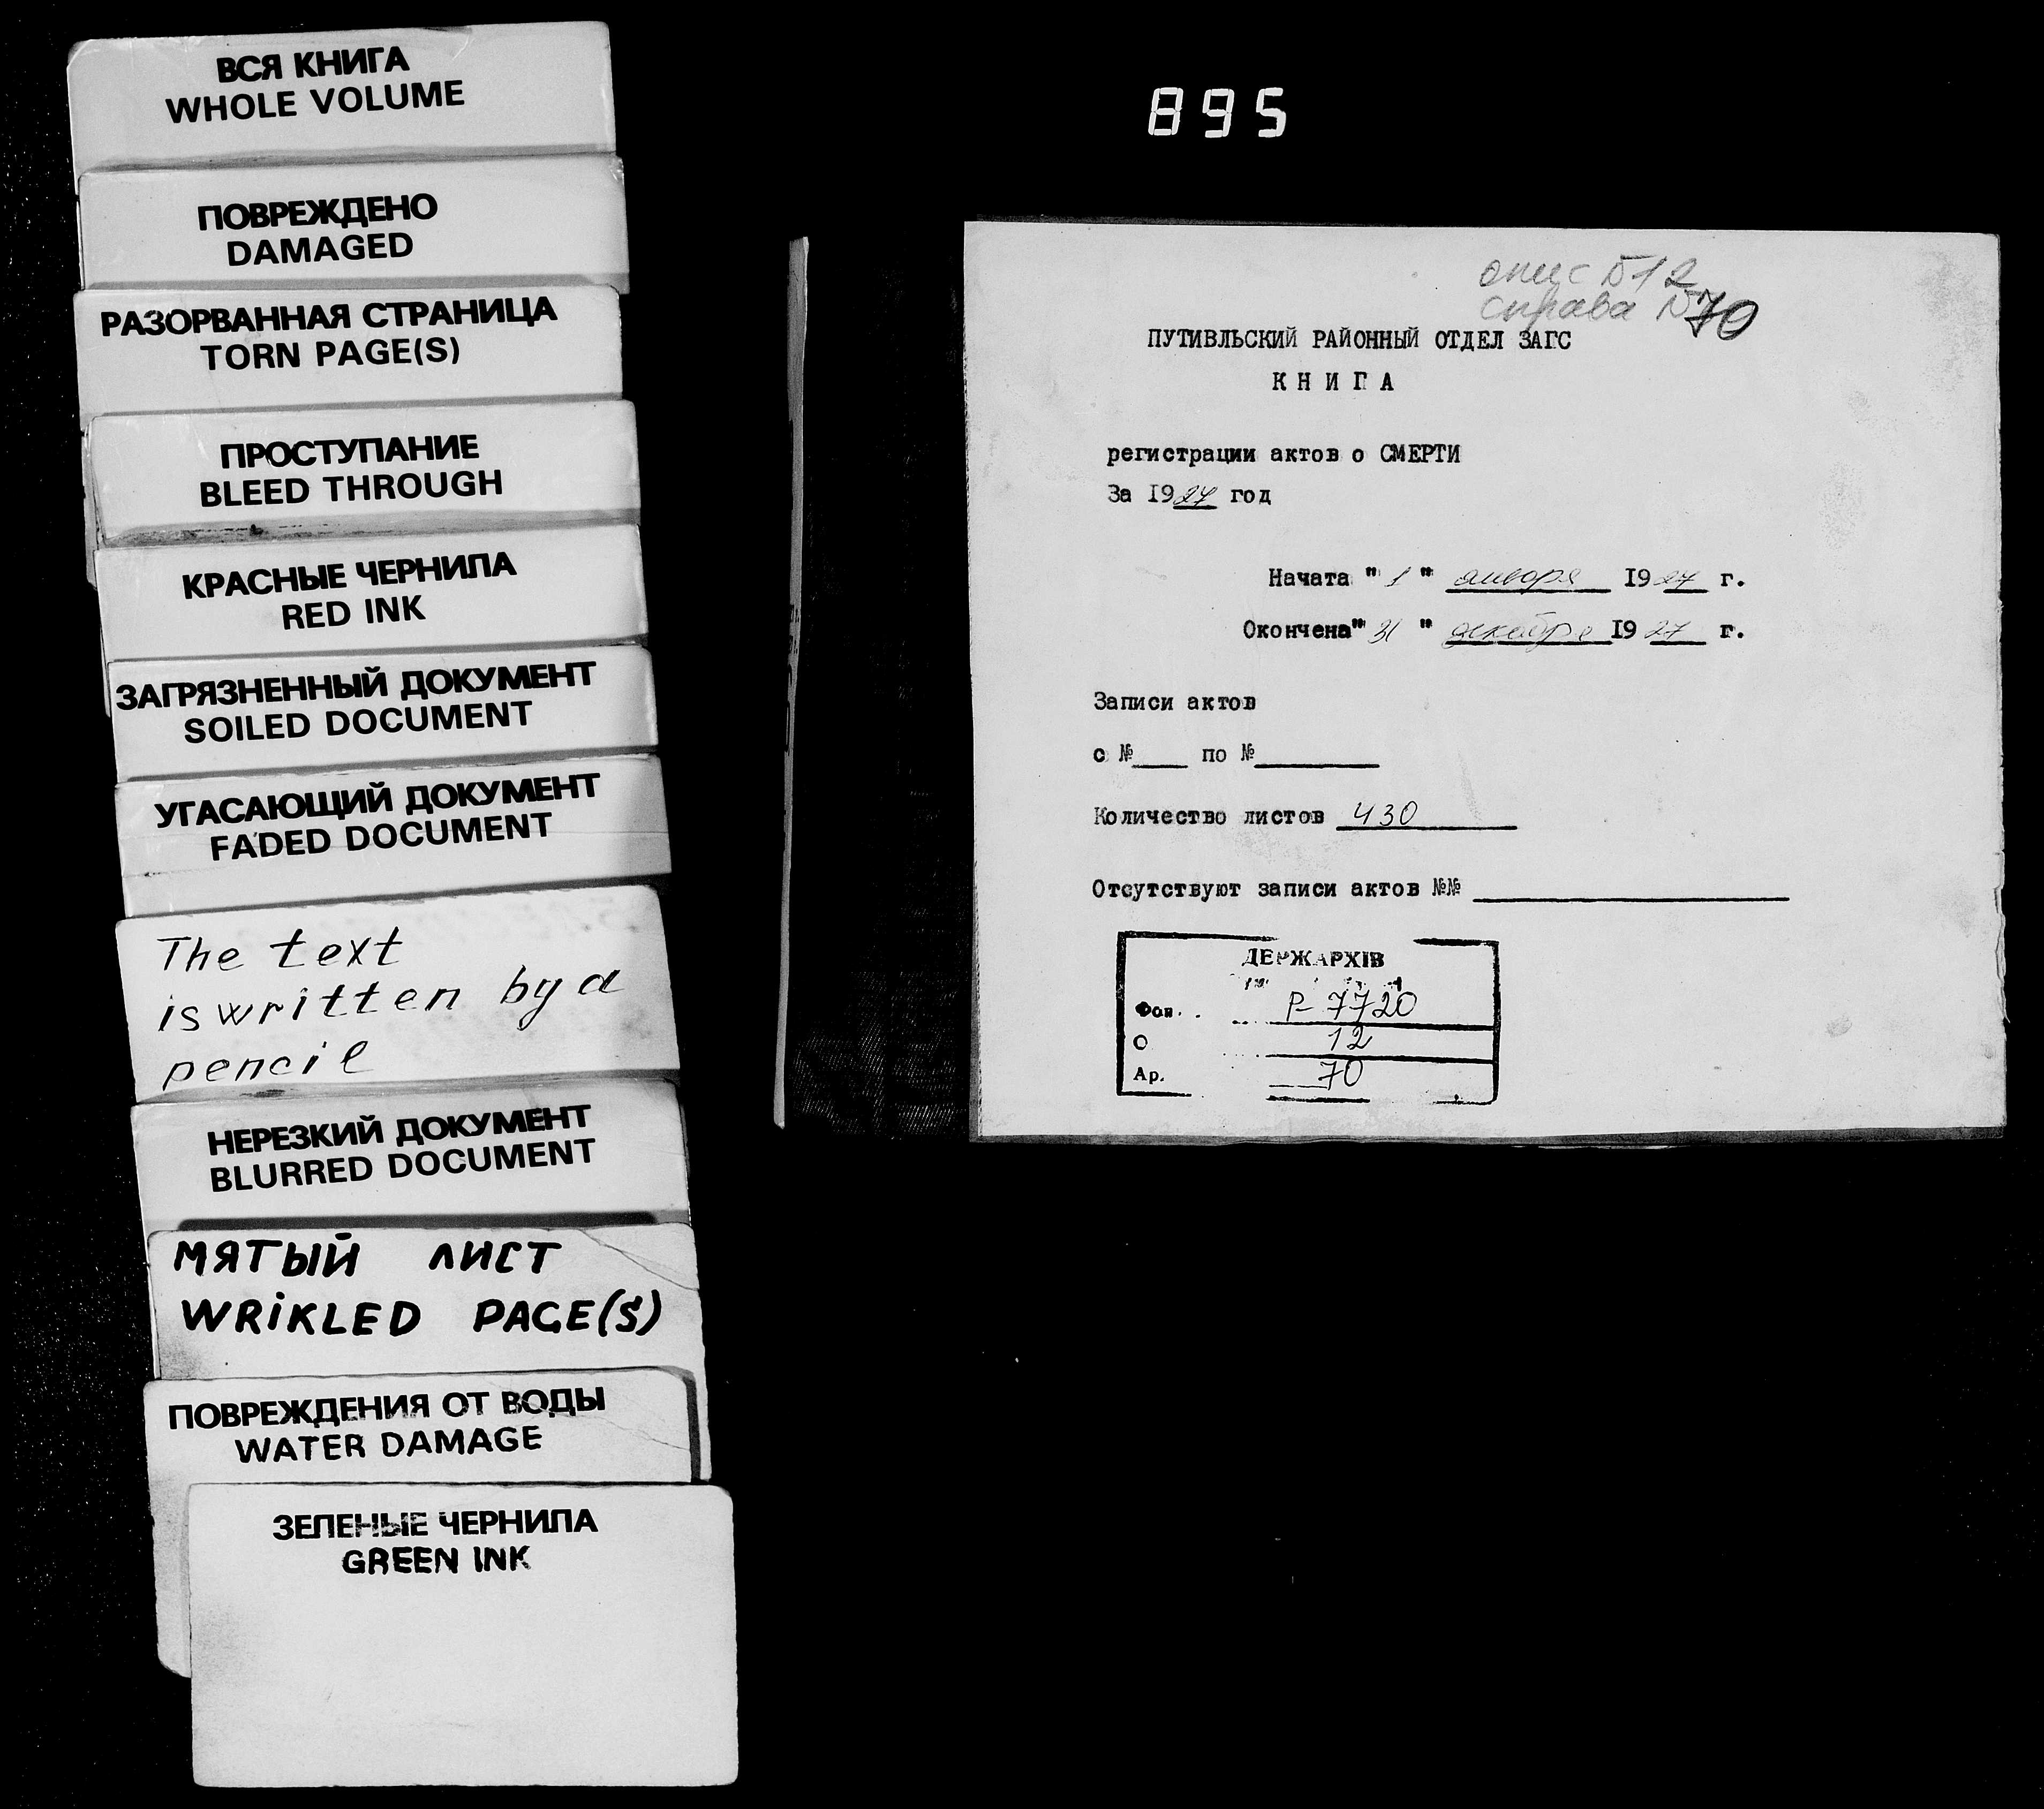 ВСЯ КНИГА
WHOLE VOLUME
ПОВРЕЖДЕНО
DAMAGED
РАЗОРВАННАЯ СТРАНИЦА
TORN PAGE(S)
ПРОСТУПАНИЕ
BLEED THROUGH
КРАСНЫЕ ЧЕРНИЛА
RED INK
ЗАГРЯЗНЕННЫЙ ДОКУМЕНТ
SOILED DOCUMENT
УГАСАЮЩИЙ ДОКУМЕНТ
FADED DOCUMENT
The text
is written by a
pencil
НЕРЕЗКИЙ ДОКУМЕНТ
BLURRED DOCUMENT
МЯТЫЙ ЛИСТ
WRIKLED PAGE(S)
ПОВРЕЖДЕНИЯ ОТ ВОДЫ
WATER DAMAGE
ЗЕЛЕНЫЕ ЧЕРНИЛА
GREEN INK
895
опис №12
справа №70
ПУТИВЛЬСКИЙ РАЙОННЫЙ ОТДЕЛ ЗАГС
К Н И Г А
регистрации актов о СМЕРТИ
За 1927 год
Начата "1" января 1927 г.
Окончена "31" декабря 1927 г.
Записи актов
с №____ по №________
Количество листов 430
Отсутствуют записи актов №№ ________
ДЕРЖАРХІВ
Фон. Р-7720
О 12
Ар. 70